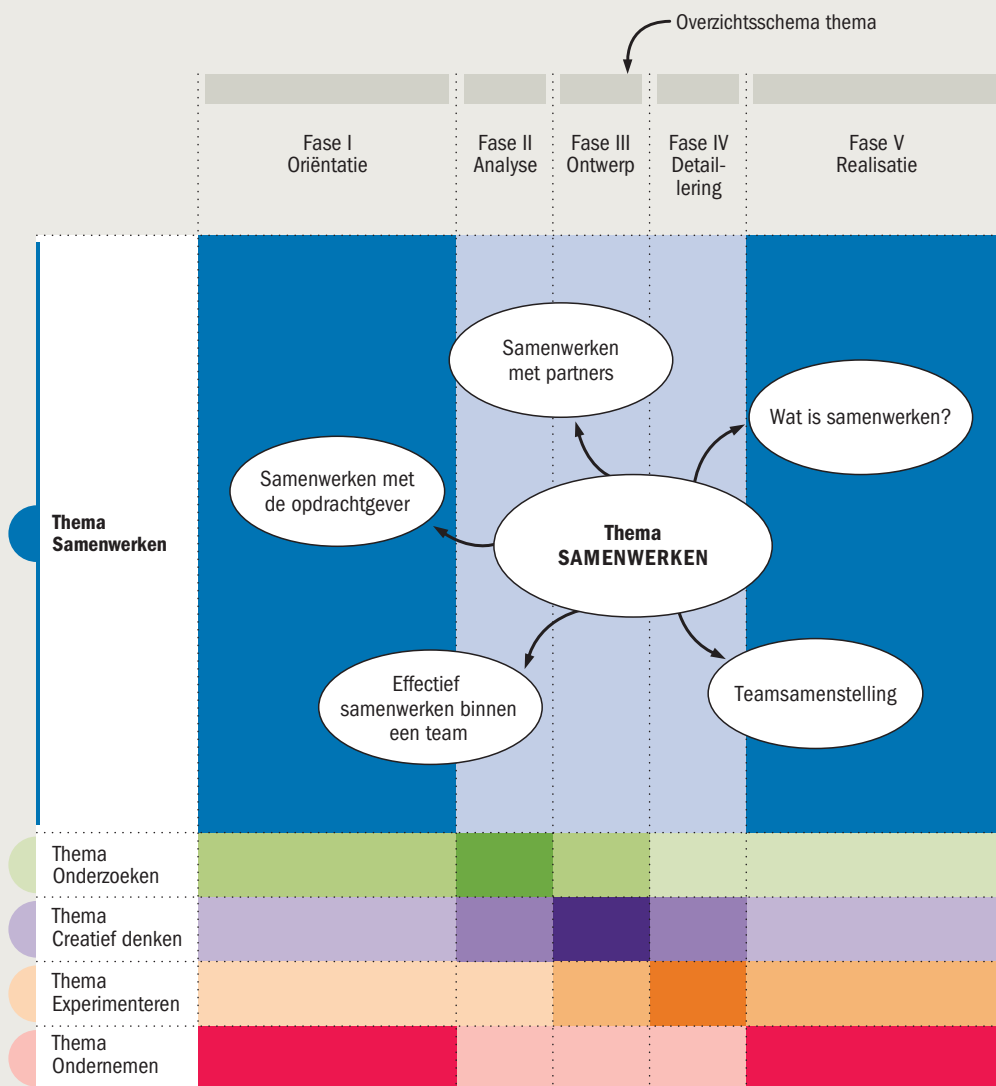 Overzichtsschema thema
Fase I
Oriëntatie
Fase II
Analyse
Fase III
Ontwerp
Fase IV
Detail-
lering
Fase V
Realisatie
Thema
Samenwerken
Samenwerken
met partners
Wat is samenwerken?
Samenwerken met
de opdrachtgever
Thema
SAMENWERKEN
Effectief
samenwerken binnen
een team
Teamsamenstelling
Thema
Onderzoeken
Thema
Creatief denken
Thema
Experimenteren
Thema
Ondernemen